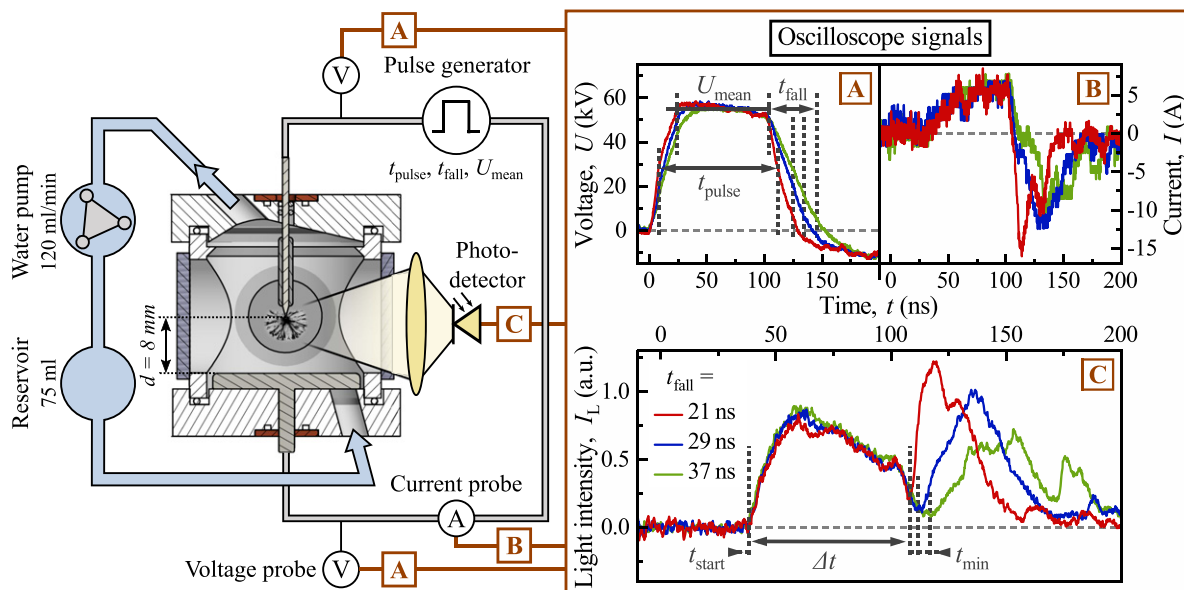 Oscilloscope signals
A
V
Pulse generator
t_pulse, t_fall, U_mean
Water pump
120 ml/min
Reservoir
75 ml
d = 8 mm
Photo-
detector
C
Current probe
A
B
Voltage probe
V
A
Voltage, U (kV)
60
40
20
0
U_mean
t_fall
A
t_pulse
0
50
100
150
B
Current, I (A)
5
0
-5
-10
-15
0
50
100
150
200
Time, t (ns)
0
50
100
150
200
Light intensity, I_L (a.u.)
1.0
0.5
0.0
t_fall =
21 ns
29 ns
37 ns
C
t_start
Δt
t_min